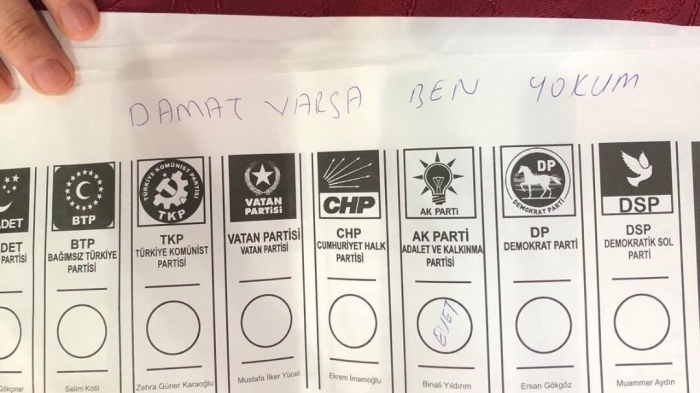 DAMAT VARSA BEN YOKUM
DET BTP TÜRKİYE KOMÜNİST PARTİSİ TKP VATAN PARTİSİ CHP AK PARTİ DP DEMOKRAT PARTİ DSP
DET PARTİSİ
BTP BAĞIMSIZ TÜRKİYE PARTİSİ
TKP TÜRKİYE KOMÜNİST PARTİSİ
VATAN PARTİSİ VATAN PARTİSİ
CHP CUMHURİYET HALK PARTİSİ
AK PARTİ ADALET VE KALKINMA PARTİSİ
DP DEMOKRAT PARTİ
DSP DEMOKRATİK SOL PARTİ
EVET
Selim Kotil Zehra Güner Karaoğlu Mustafa İlker Yücel Ekrem İmamoğlu Binali Yıldırım Ersan Gökgöz Muammer Aydın